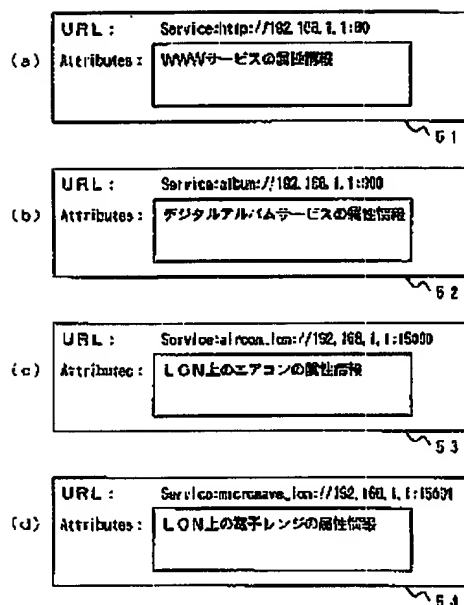 URL: Service:http://192.168.1.1:80
(a) Attributes: WWWサービスの属性情報
51
URL: Service:album://192.168.1.1:900
(b) Attributes: デジタルアルバムサービスの属性情報
52
URL: Service:aircon_lon://192.168.1.1:15000
(c) Attributes: LON上のエアコンの属性情報
53
URL: Service:microwave_lon://192.168.1.1:15001
(d) Attributes: LON上の電子レンジの属性情報
54